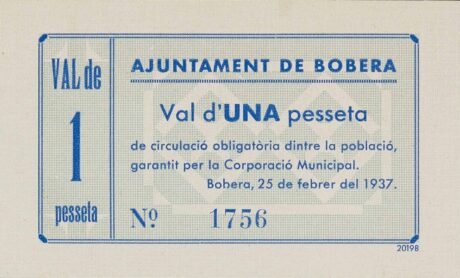 VAL de
1
pesseta
AJUNTAMENT DE BOBERA
Val d'UNA pesseta
de circulació obligatòria dintre la població,
garantit per la Corporació Municipal.
Bobera, 25 de febrer del 1937.
Nº 1756
20198